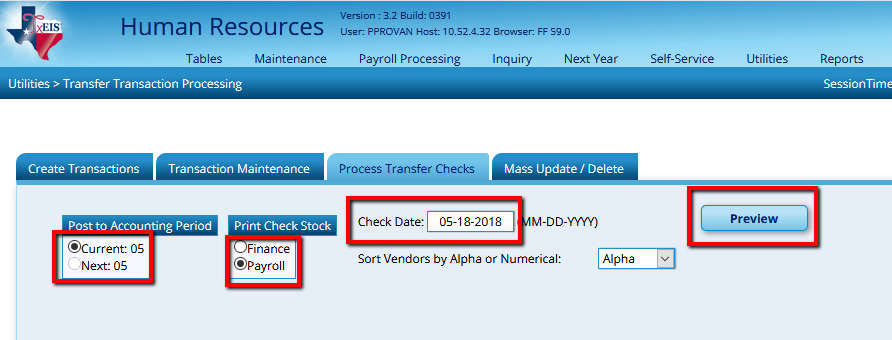 TxEIS
Human Resources
Version : 3.2 Build: 0391
User: PPROVAN Host: 10.52.4.32 Browser: FF 59.0
Tables Maintenance Payroll Processing Inquiry Next Year Self-Service Utilities Reports
Utilities > Transfer Transaction Processing SessionTime
Create Transactions Transaction Maintenance Process Transfer Checks Mass Update / Delete
Post to Accounting Period Print Check Stock Check Date: 05-18-2018 (MM-DD-YYYY) Preview
Current: 05 Finance
Next: 05 Payroll Sort Vendors by Alpha or Numerical: Alpha